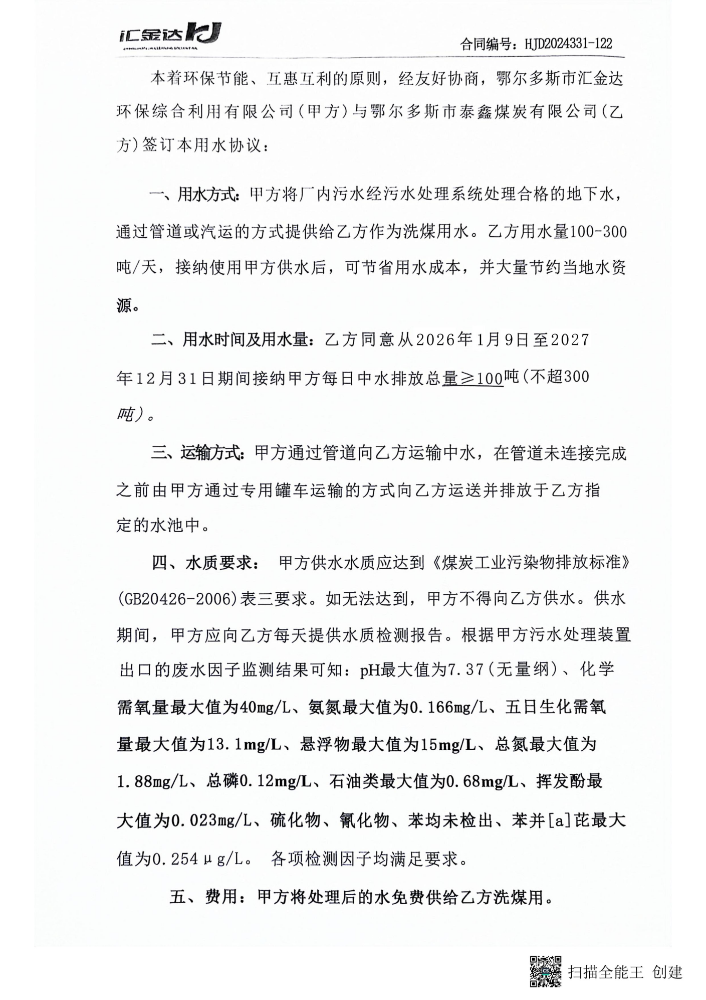 汇金达
合同编号：HJD2024331-122
本着环保节能、互惠互利的原则，经友好协商，鄂尔多斯市汇金达
环保综合利用有限公司(甲方)与鄂尔多斯市泰鑫煤炭有限公司(乙
方)签订本用水协议：
一、用水方式：甲方将厂内污水经污水处理系统处理合格的地下水，
通过管道或汽运的方式提供给乙方作为洗煤用水。乙方用水量100-300
吨/天，接纳使用甲方供水后，可节省用水成本，并大量节约当地水资
源。
二、用水时间及用水量：乙方同意从2026年1月9日至2027
年12月31日期间接纳甲方每日中水排放总量≥100吨(不超300
吨)。
三、运输方式：甲方通过管道向乙方运输中水，在管道未连接完成
之前由甲方通过专用罐车运输的方式向乙方运送并排放于乙方指
定的水池中。
四、水质要求： 甲方供水水质应达到《煤炭工业污染物排放标准》
(GB20426-2006)表三要求。如无法达到，甲方不得向乙方供水。供水
期间，甲方应向乙方每天提供水质检测报告。根据甲方污水处理装置
出口的废水因子监测结果可知：pH最大值为7.37(无量纲)、化学
需氧量最大值为40mg/L、氨氮最大值为0.166mg/L、五日生化需氧
量最大值为13.1mg/L、悬浮物最大值为15mg/L、总氮最大值为
1.88mg/L、总磷0.12mg/L、石油类最大值为0.68mg/L、挥发酚最
大值为0.023mg/L、硫化物、氰化物、苯均未检出、苯并[a]芘最大
值为0.254μg/L。 各项检测因子均满足要求。
五、费用：甲方将处理后的水免费供给乙方洗煤用。
扫描全能王 创建